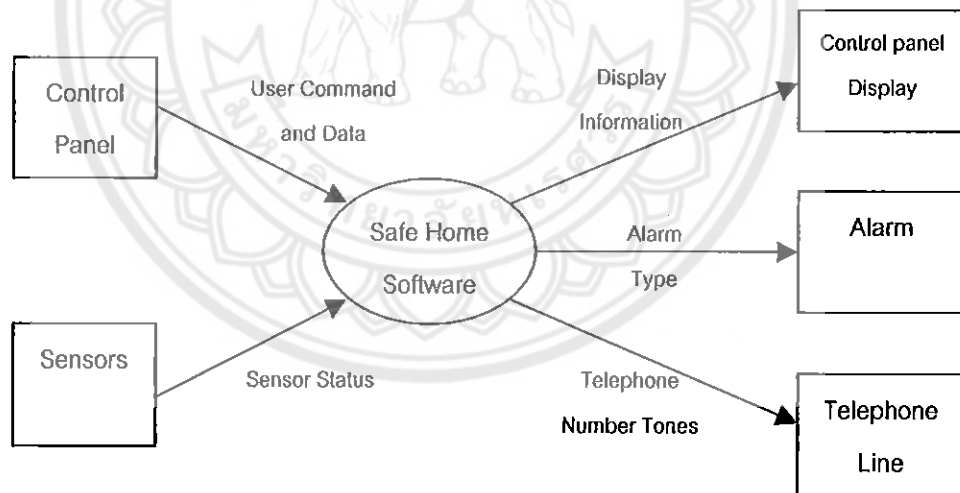 Control
Panel
User Command
and Data
Display
Information
Control panel
Display
Safe Home
Software
Alarm
Type
Alarm
Sensors
Sensor Status
Telephone
Number Tones
Telephone
Line